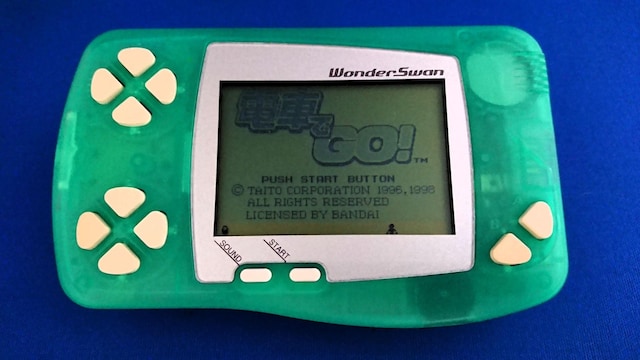 WonderSwan
電車でGO!™
PUSH START BUTTON
© TAITO CORPORATION 1996,1998
ALL RIGHTS RESERVED
LICENSED BY BANDAI
SOUND
START